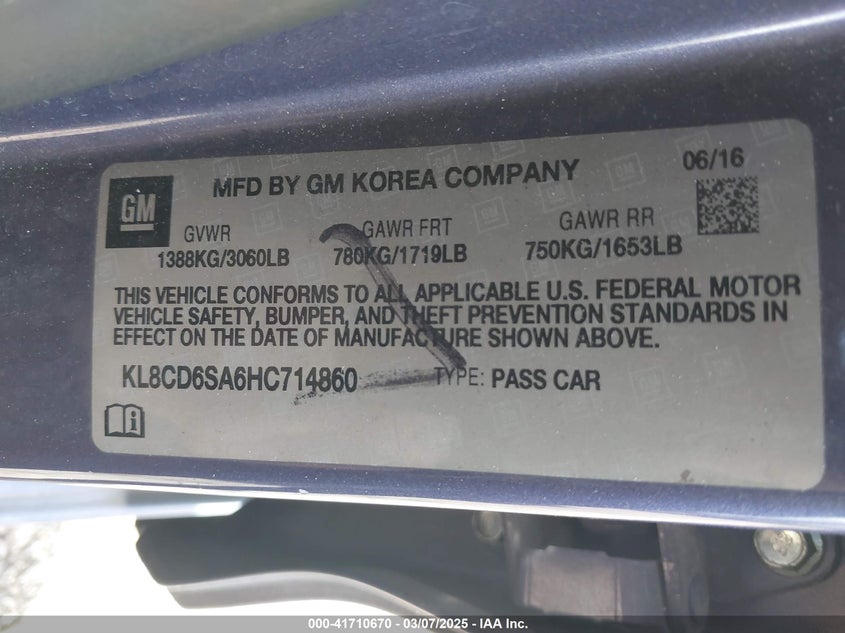 GM
MFD BY GM KOREA COMPANY
06/16
GVWR GAWR FRT GAWR RR
1388KG/3060LB 780KG/1719LB 750KG/1653LB
THIS VEHICLE CONFORMS TO ALL APPLICABLE U.S. FEDERAL MOTOR
VEHICLE SAFETY, BUMPER, AND THEFT PREVENTION STANDARDS IN
EFFECT ON THE DATE OF MANUFACTURE SHOWN ABOVE.
KL8CD6SA6HC714860 TYPE: PASS CAR
000-41710670 — 03/07/2025 — IAA Inc.